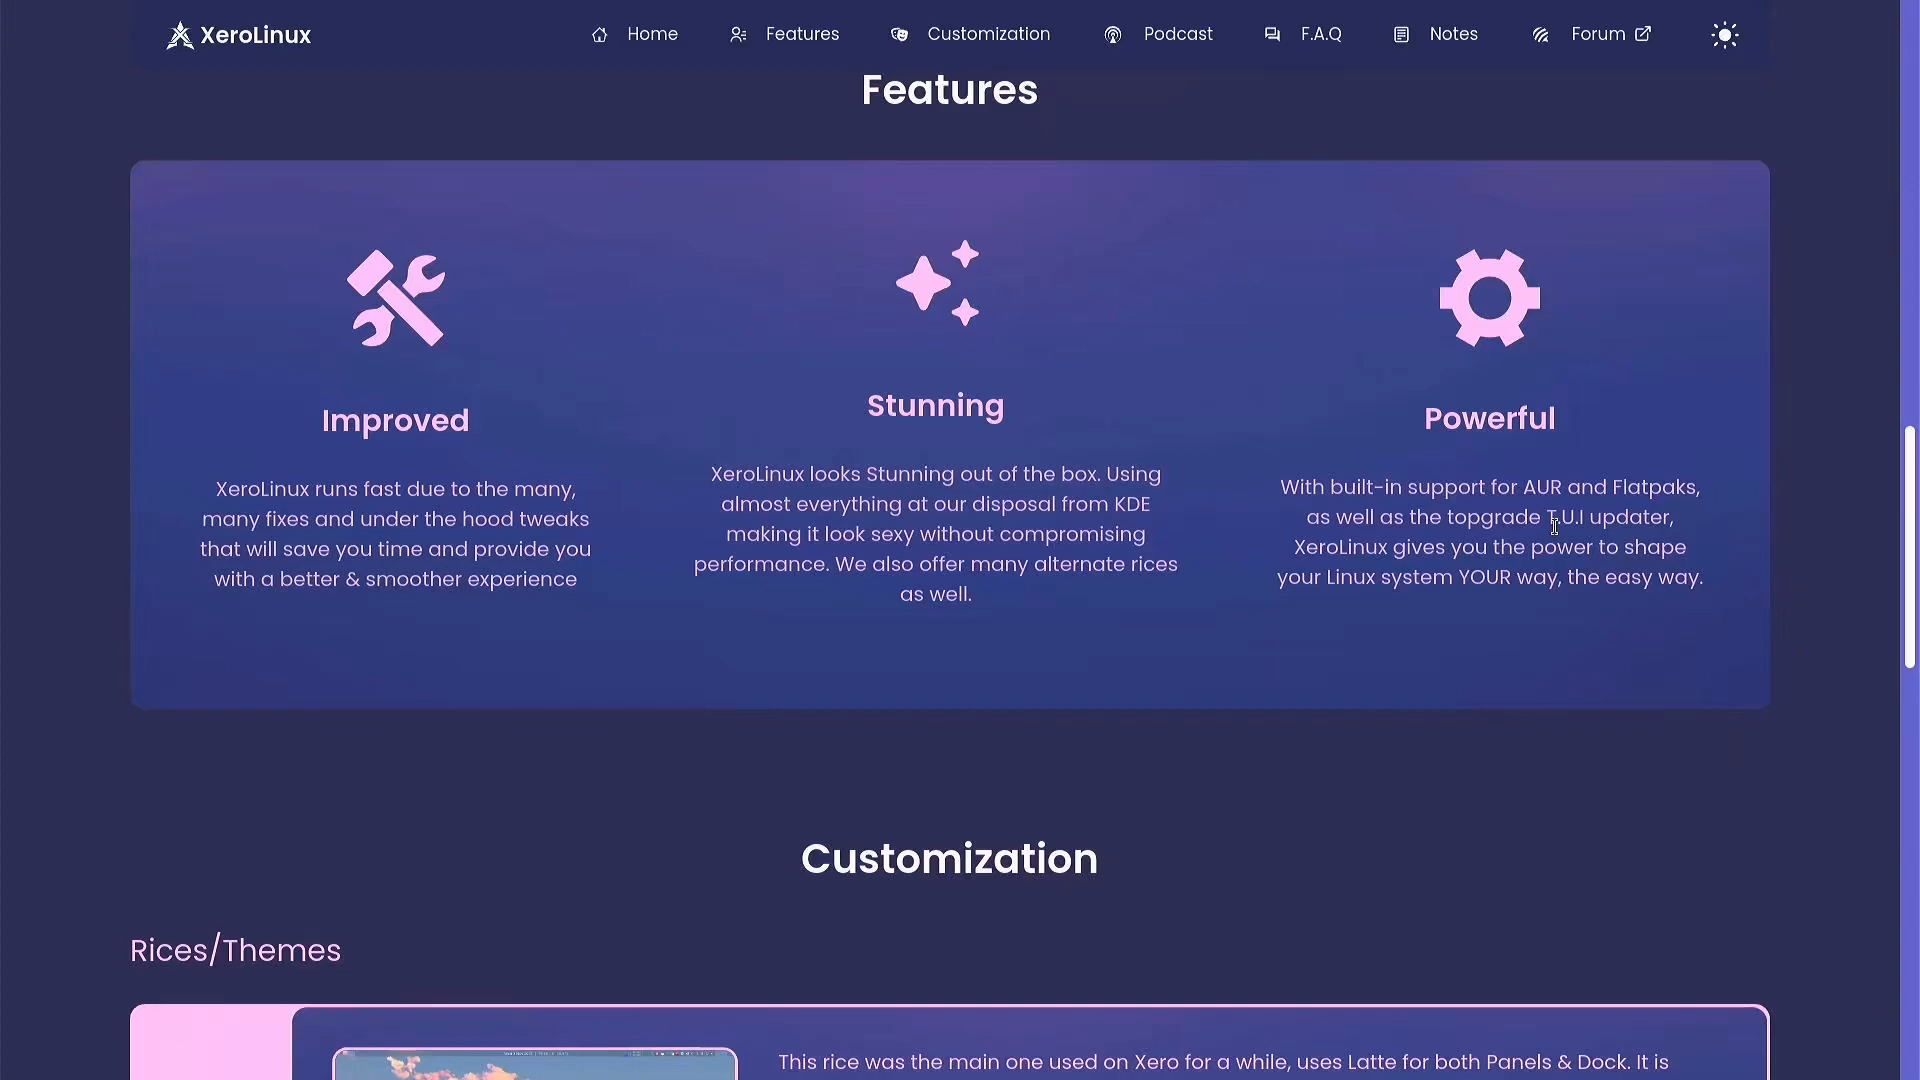 XeroLinux
Home
Features
Customization
Podcast
F.A.Q
Notes
Forum
Features
Improved
XeroLinux runs fast due to the many,
many fixes and under the hood tweaks
that will save you time and provide you
with a better & smoother experience
Stunning
XeroLinux looks Stunning out of the box. Using
almost everything at our disposal from KDE
making it look sexy without compromising
performance. We also offer many alternate rices
as well.
Powerful
With built-in support for AUR and Flatpaks,
as well as the topgrade T.U.I updater,
XeroLinux gives you the power to shape
your Linux system YOUR way, the easy way.
Customization
Rices/Themes
This rice was the main one used on Xero for a while, uses Latte for both Panels & Dock. It is